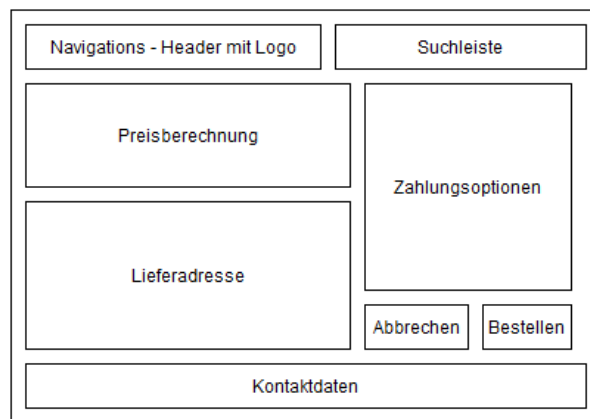 Navigations - Header mit Logo
Suchleiste
Preisberechnung
Zahlungsoptionen
Lieferadresse
Abbrechen
Bestellen
Kontaktdaten